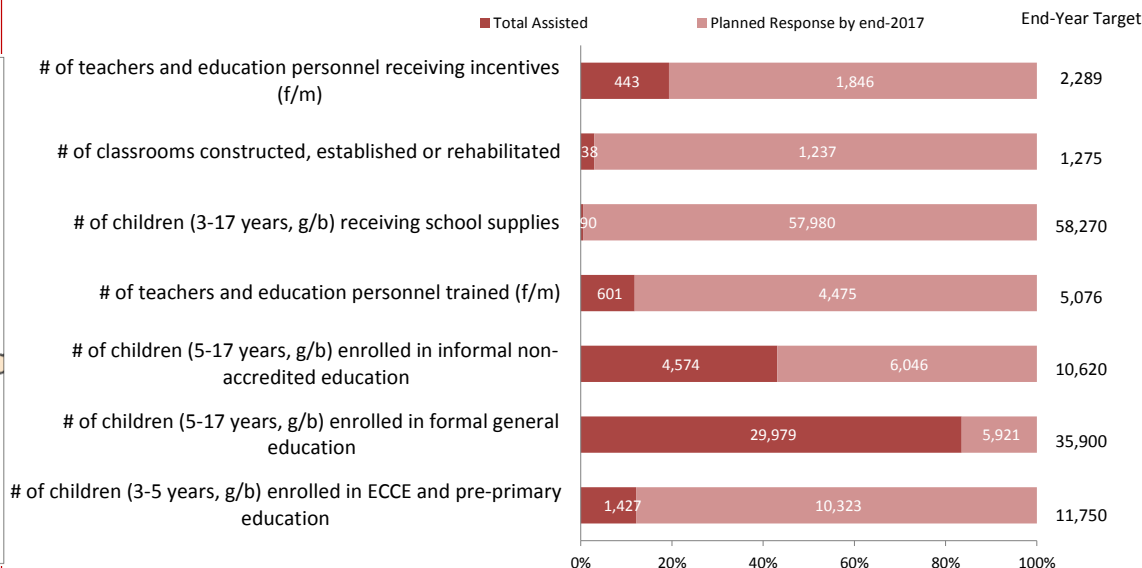 Total Assisted
Planned Response by end-2017
End-Year Target
# of teachers and education personnel receiving incentives
(f/m)
443
1,846
2,289
# of classrooms constructed, established or rehabilitated
38
1,237
1,275
# of children (3-17 years, g/b) receiving school supplies
90
57,980
58,270
# of teachers and education personnel trained (f/m)
601
4,475
5,076
# of children (5-17 years, g/b) enrolled in informal non-
accredited education
4,574
6,046
10,620
# of children (5-17 years, g/b) enrolled in formal general
education
29,979
5,921
35,900
# of children (3-5 years, g/b) enrolled in ECCE and pre-primary
education
1,427
10,323
11,750
0%
20%
40%
60%
80%
100%